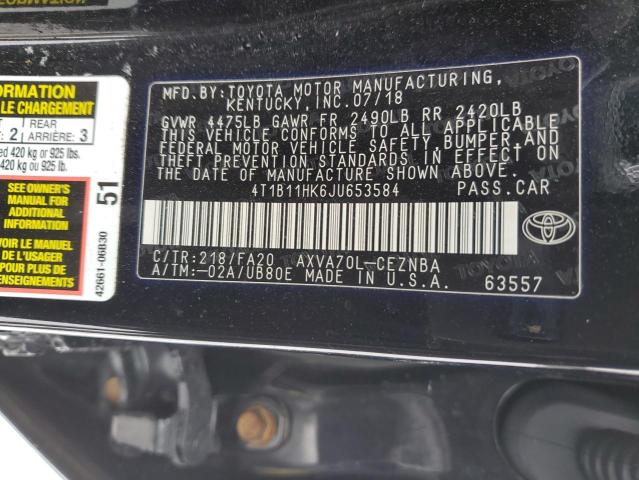 MFD.BY:TOYOTA MOTOR MANUFACTURING,
KENTUCKY,INC.07/18
GVWR 4475LB GAWR FR 2490LB RR 2420LB
THIS VEHICLE CONFORMS TO ALL APPLICABLE
FEDERAL MOTOR VEHICLE SAFETY,BUMPER,AND
THEFT PREVENTION STANDARDS IN EFFECT ON
THE DATE OF MANUFACTURE SHOWN ABOVE.
4T1B11HK6JU653584 PASS.CAR
C/TR:218/FA20 AXVA70L-CEZNBA
A/TM:-02A/UB80E MADE IN U.S.A.
63557
TOYOTA
FORMATION
LE CHARGEMENT
2
REAR
ARRIÈRE: 3
420 kg or 925 lbs.
420 kg ou 925 lb.
SEE OWNER'S
MANUAL FOR
ADDITIONAL
INFORMATION
VOIR LE MANUEL
DE L'USAGER
POUR PLUS DE
RENSEIGNEMENTS
51
42661-06B30